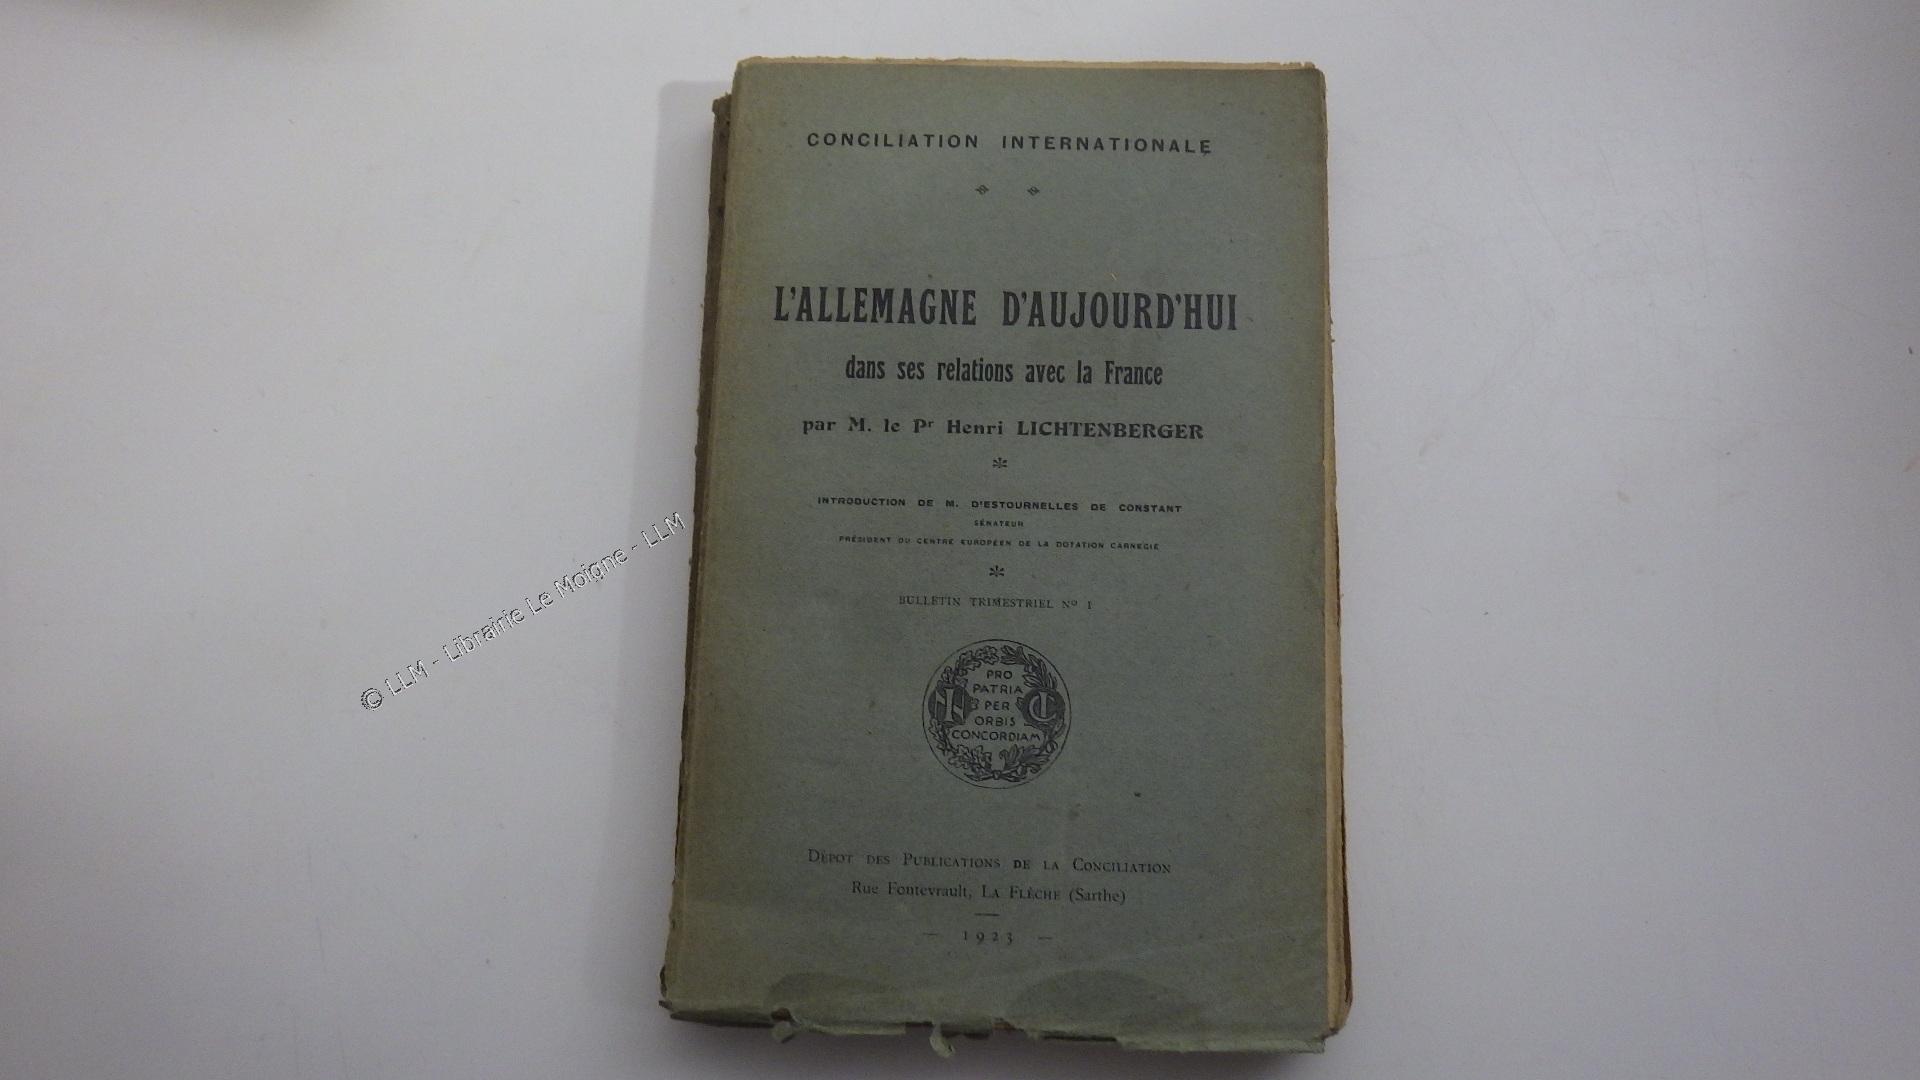 CONCILIATION INTERNATIONALE
L'ALLEMAGNE D'AUJOURD'HUI
dans ses relations avec la France
par M. le Pr Henri LICHTENBERGER
INTRODUCTION DE M. D'ESTOURNELLES DE CONSTANT
SÉNATEUR
PRÉSIDENT DU CENTRE EUROPÉEN DE LA DOTATION CARNEGIE
BULLETIN TRIMESTRIEL No 1
PRO
PATRIA
PER
ORBIS
CONCORDIAM
DÉPOT DES PUBLICATIONS DE LA CONCILIATION
Rue Fontevrault, LA FLÈCHE (Sarthe)
— 1923 —
© LLM - Librairie Le Moigne - LLM